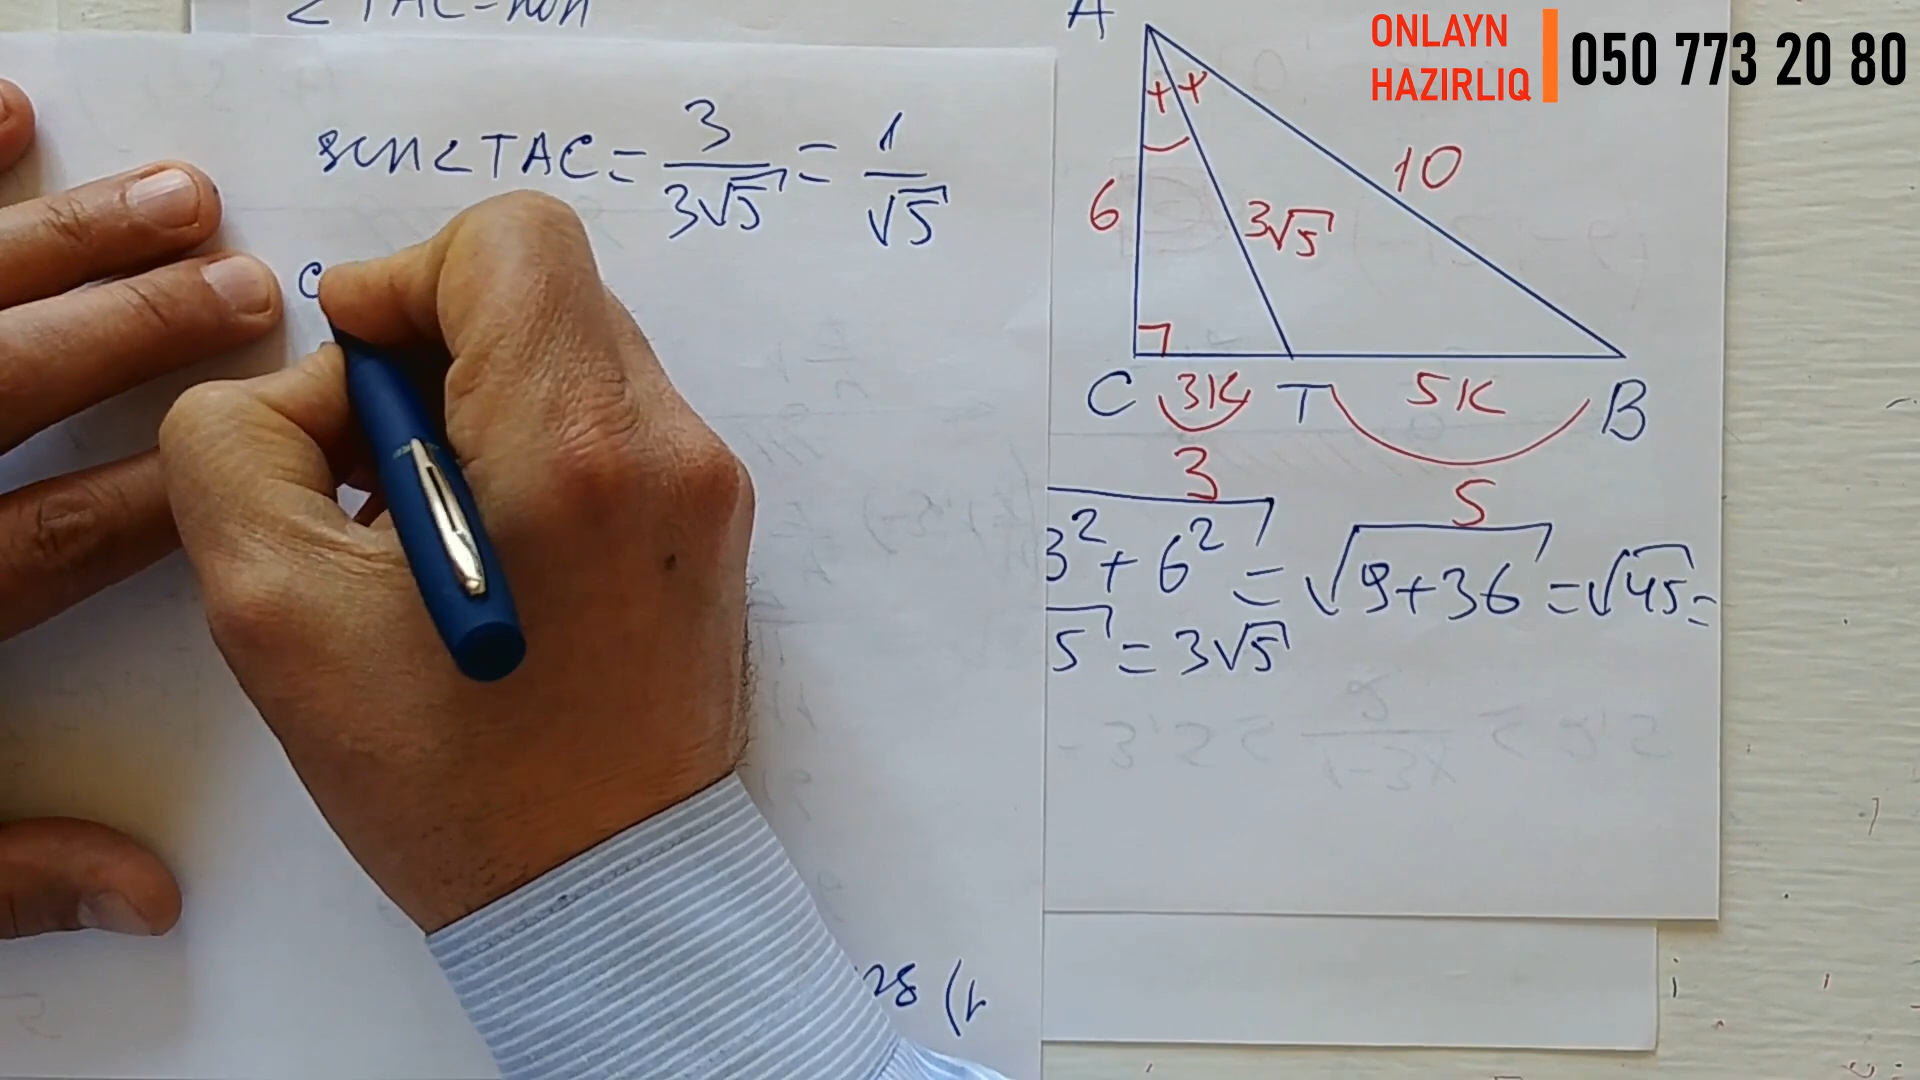 ∠TAC=
sin∠TAC = 3/3√5 = 1/√5
c
(
A
6
3√5
10
C 3K T 5K B
3 5
3² + 6² = √9+36 = √45 =
5 = 3√5
ONLAYN
HAZIRLIQ
050 773 20 80